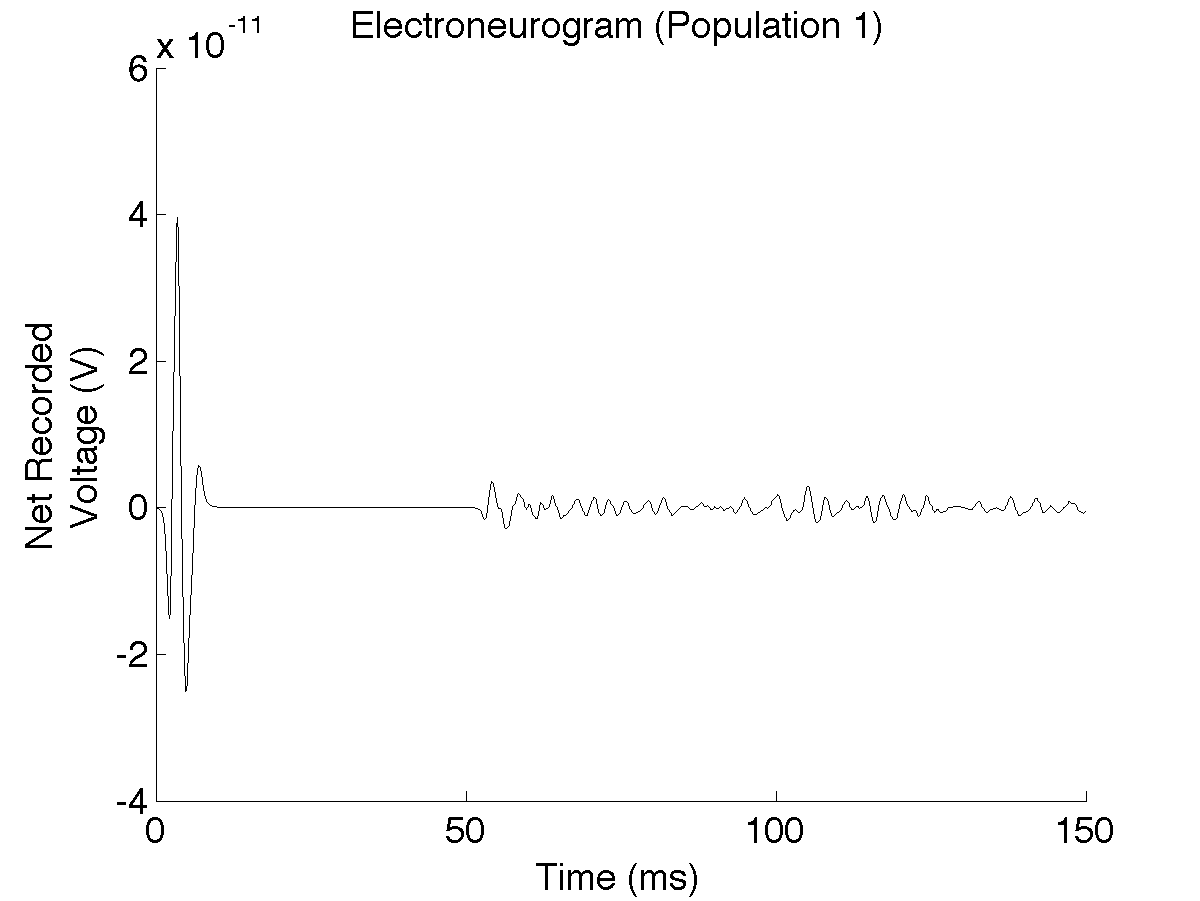 Electroneurogram (Population 1)
x 10^-11
6
4
2
0
-2
-4
Net Recorded
Voltage (V)
0 50 100 150
Time (ms)